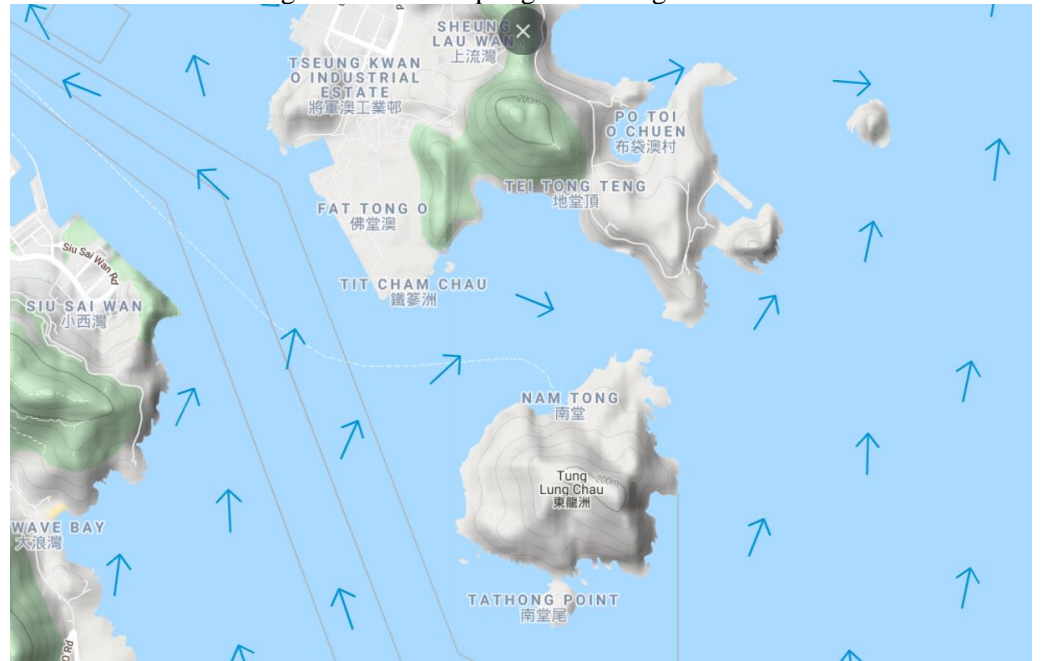 SHEUNG
LAU WAN
上流灣
TSEUNG KWAN
O INDUSTRIAL
ESTATE
將軍澳工業邨
200m
PO TOI
O CHUEN
布袋澳村
TEI TONG TENG
地堂頂
FAT TONG O
佛堂澳
Siu Sai Wan Rd
TIT CHAM CHAU
鐵篸洲
SIU SAI WAN
小西灣
NAM TONG
南堂
Tung
Lung Chau
東龍洲
200m
WAVE BAY
大浪灣
TATHONG POINT
南堂尾
O Rd